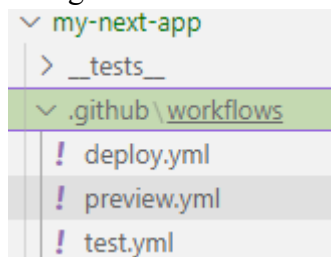 my-next-app
__tests__
.github\workflows
! deploy.yml
! preview.yml
! test.yml